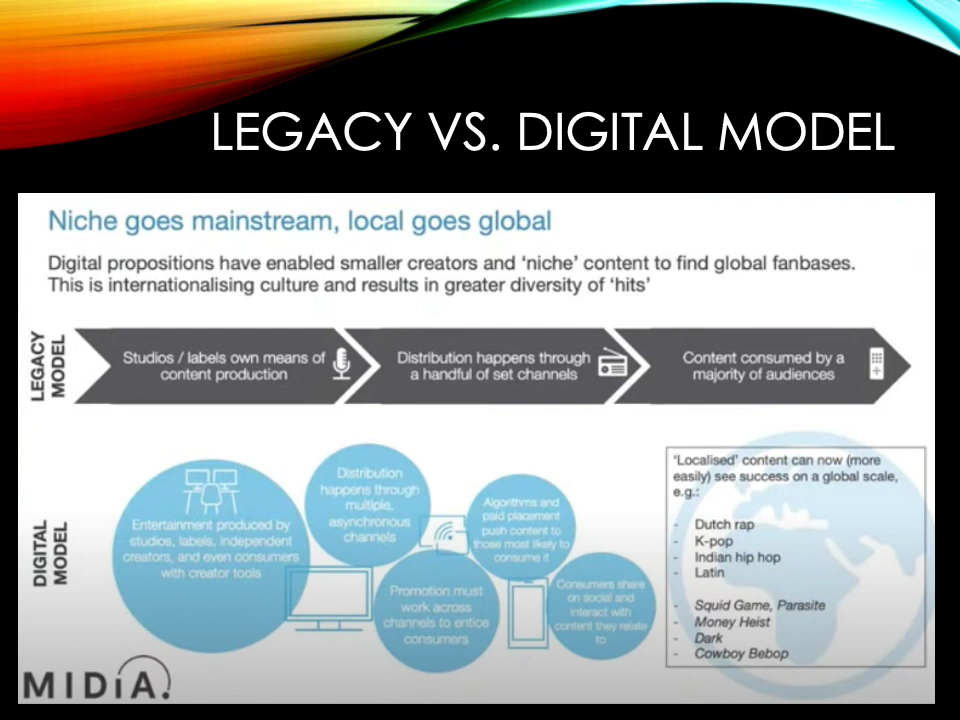 LEGACY VS. DIGITAL MODEL
Niche goes mainstream, local goes global
Digital propositions have enabled smaller creators and ‘niche’ content to find global fanbases.
This is internationalising culture and results in greater diversity of ‘hits’
LEGACY
MODEL
Studios / labels own means of
content production
Distribution happens through
a handful of set channels
Content consumed by a
majority of audiences
DIGITAL
MODEL
Entertainment produced by
studios, labels, independent
creators, and even consumers
with creator tools
Distribution
happens through
multiple,
asynchronous
channels
Promotion must
work across
channels to entice
consumers
Algorithms and
paid placement
push content to
those most likely to
consume it
Consumers share
on social and
interact with
content they relate
to
‘Localised’ content can now (more
easily) see success on a global scale,
e.g.:
- Dutch rap
- K-pop
- Indian hip hop
- Latin
- Squid Game, Parasite
- Money Heist
- Dark
- Cowboy Bebop
MIDiA.